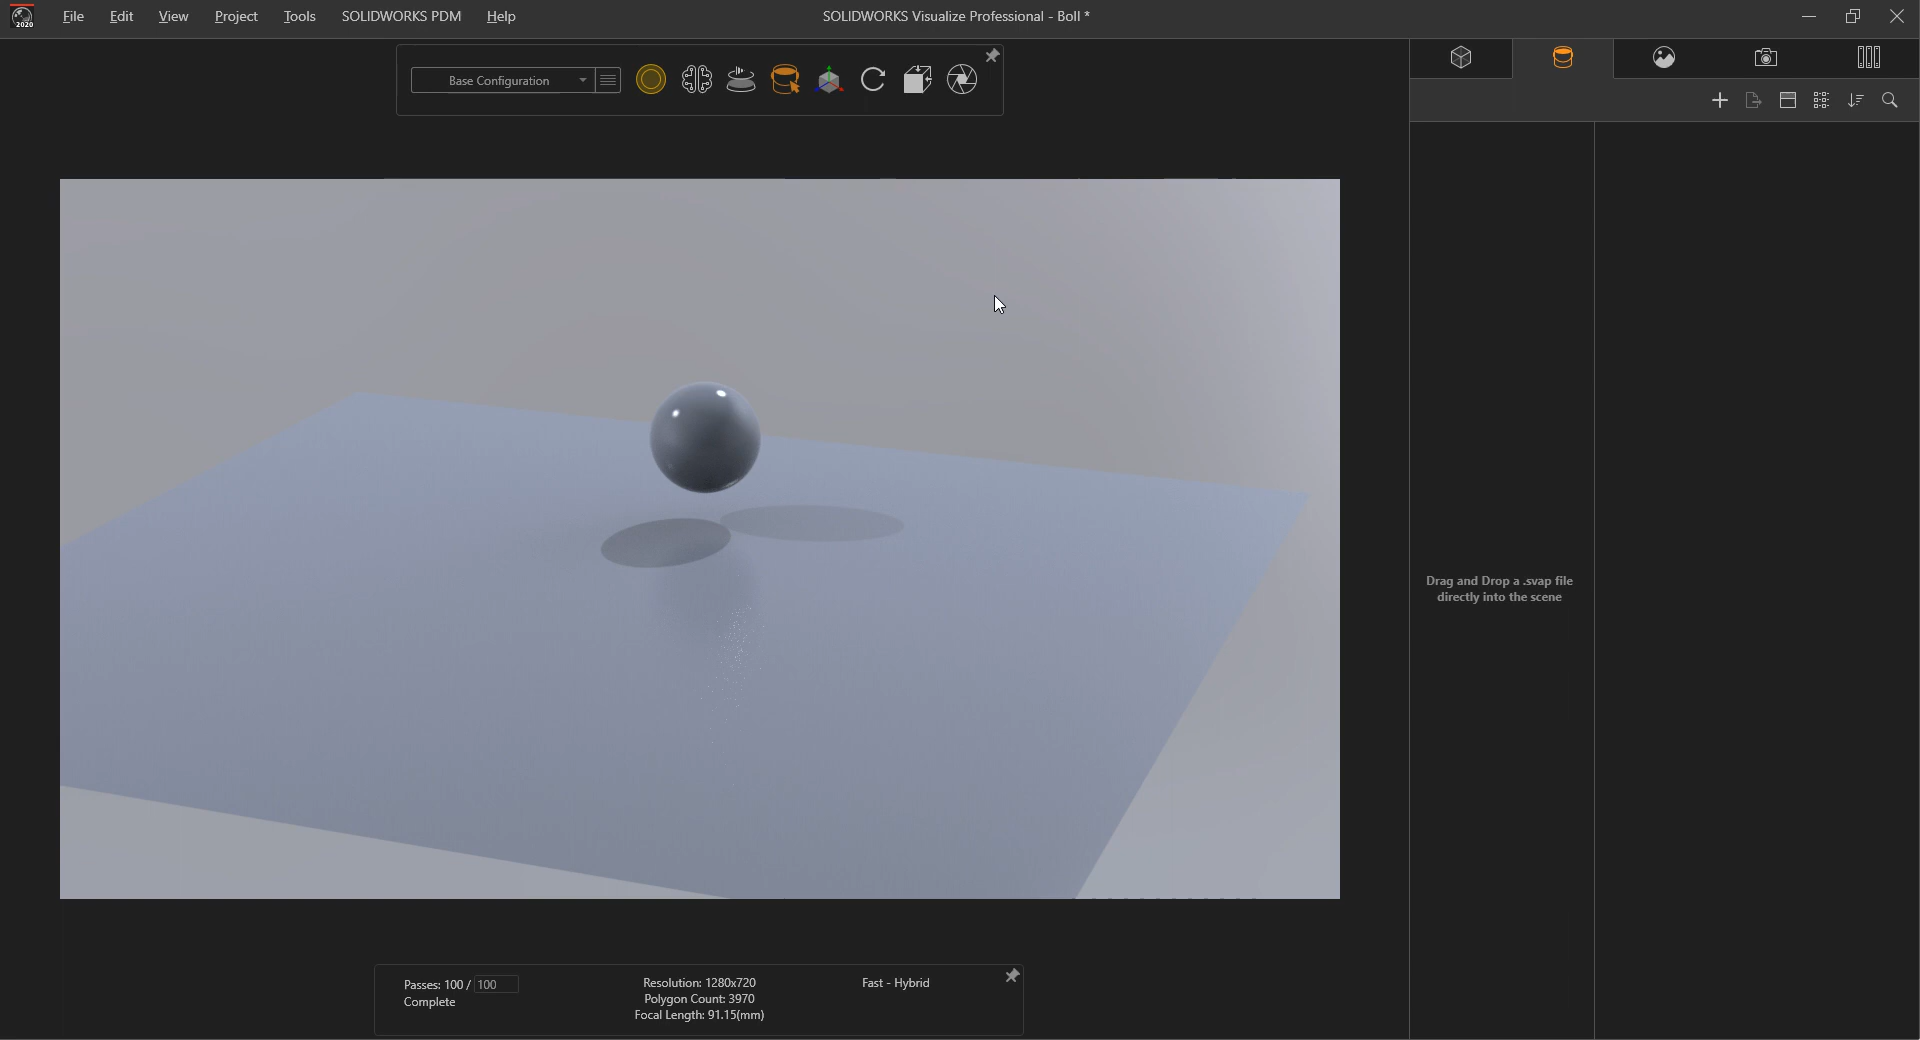 2020
File Edit View Project Tools SOLIDWORKS PDM Help
SOLIDWORKS Visualize Professional - Boll *
Base Configuration
Drag and Drop a .svap file
directly into the scene
Passes: 100 / 100
Complete
Resolution: 1280x720
Polygon Count: 3970
Focal Length: 91.15(mm)
Fast - Hybrid